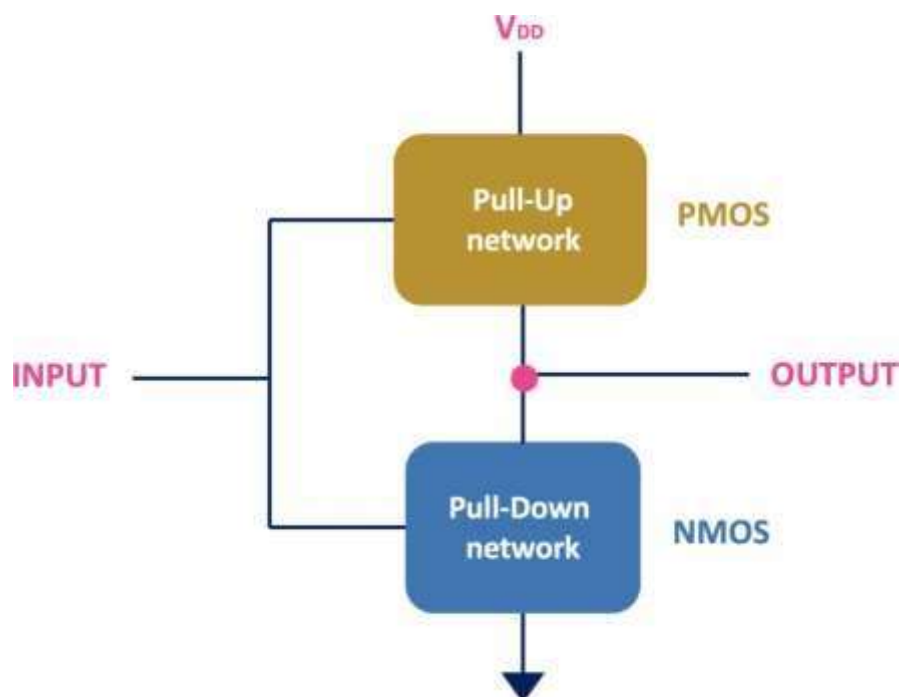 VDD
Pull-Up
network
PMOS
INPUT
OUTPUT
Pull-Down
network
NMOS